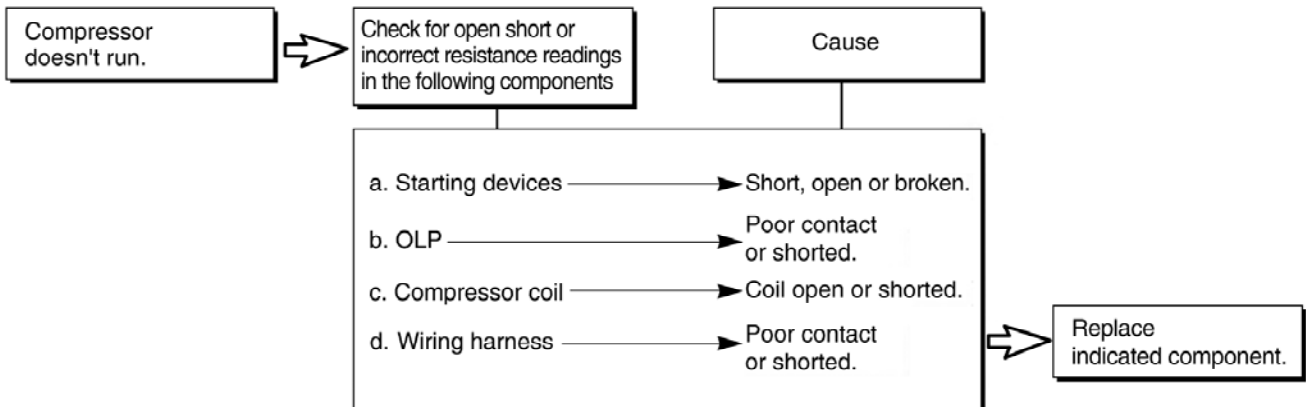 Compressor
doesn't run.
Check for open short or
incorrect resistance readings
in the following components
Cause
a. Starting devices
Short, open or broken.
b. OLP
Poor contact
or shorted.
c. Compressor coil
Coil open or shorted.
d. Wiring harness
Poor contact
or shorted.
Replace
indicated component.